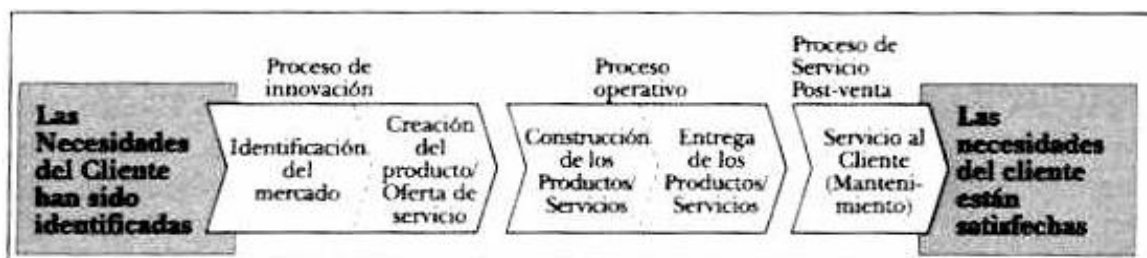 Las
Necesidades
del Cliente
han sido
identificadas
Proceso de
innovación
Identificación
del
mercado
Creación
del
producto/
Oferta de
servicio
Proceso
operativo
Construcción
de los
Productos/
Servicios
Entrega
de los
Productos/
Servicios
Proceso de
Servicio
Post-venta
Servicio al
Cliente
(Manteni-
miento)
Las
necesidades
del cliente
están
satisfechas